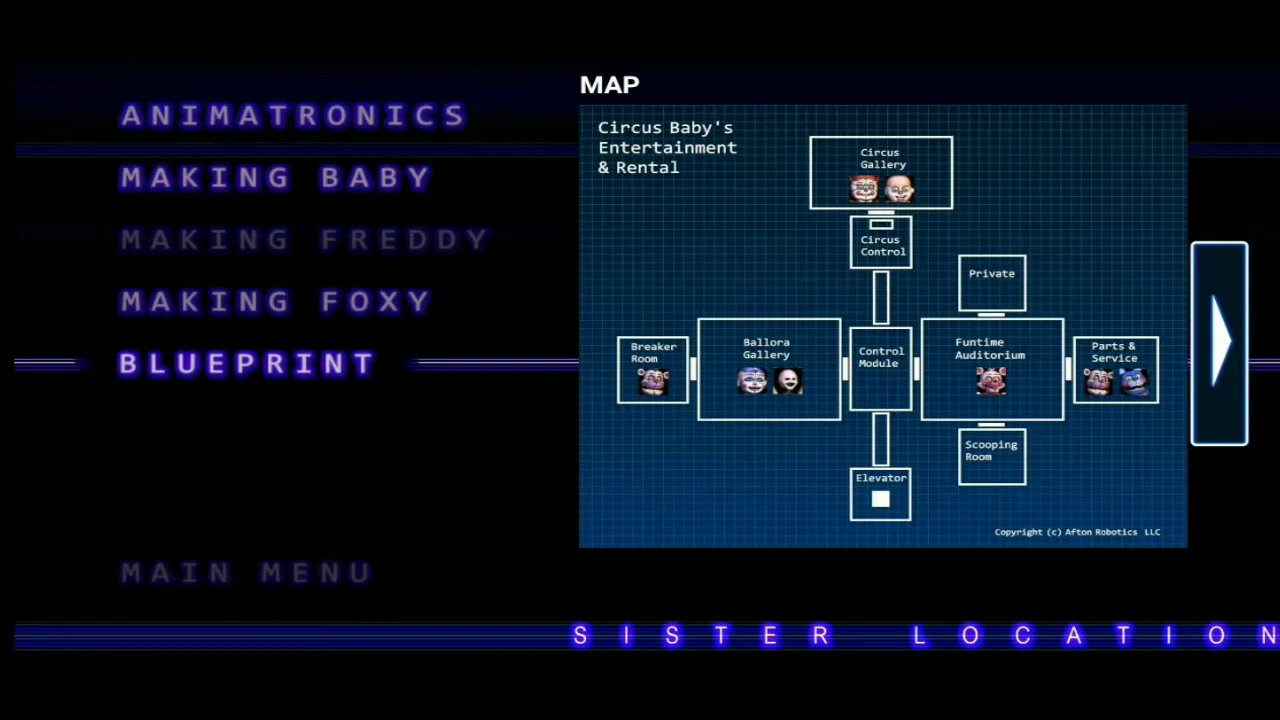 ANIMATRONICS
MAKING BABY
MAKING FREDDY
MAKING FOXY
BLUEPRINT
MAIN MENU
MAP
Circus Baby's
Entertainment
& Rental
Circus
Gallery
Circus
Control
Private
Breaker
Room
Ballora
Gallery
Control
Module
Funtime
Auditorium
Parts &
Service
Scooping
Room
Elevator
Copyright (c) Afton Robotics LLC
SISTER LOCATION